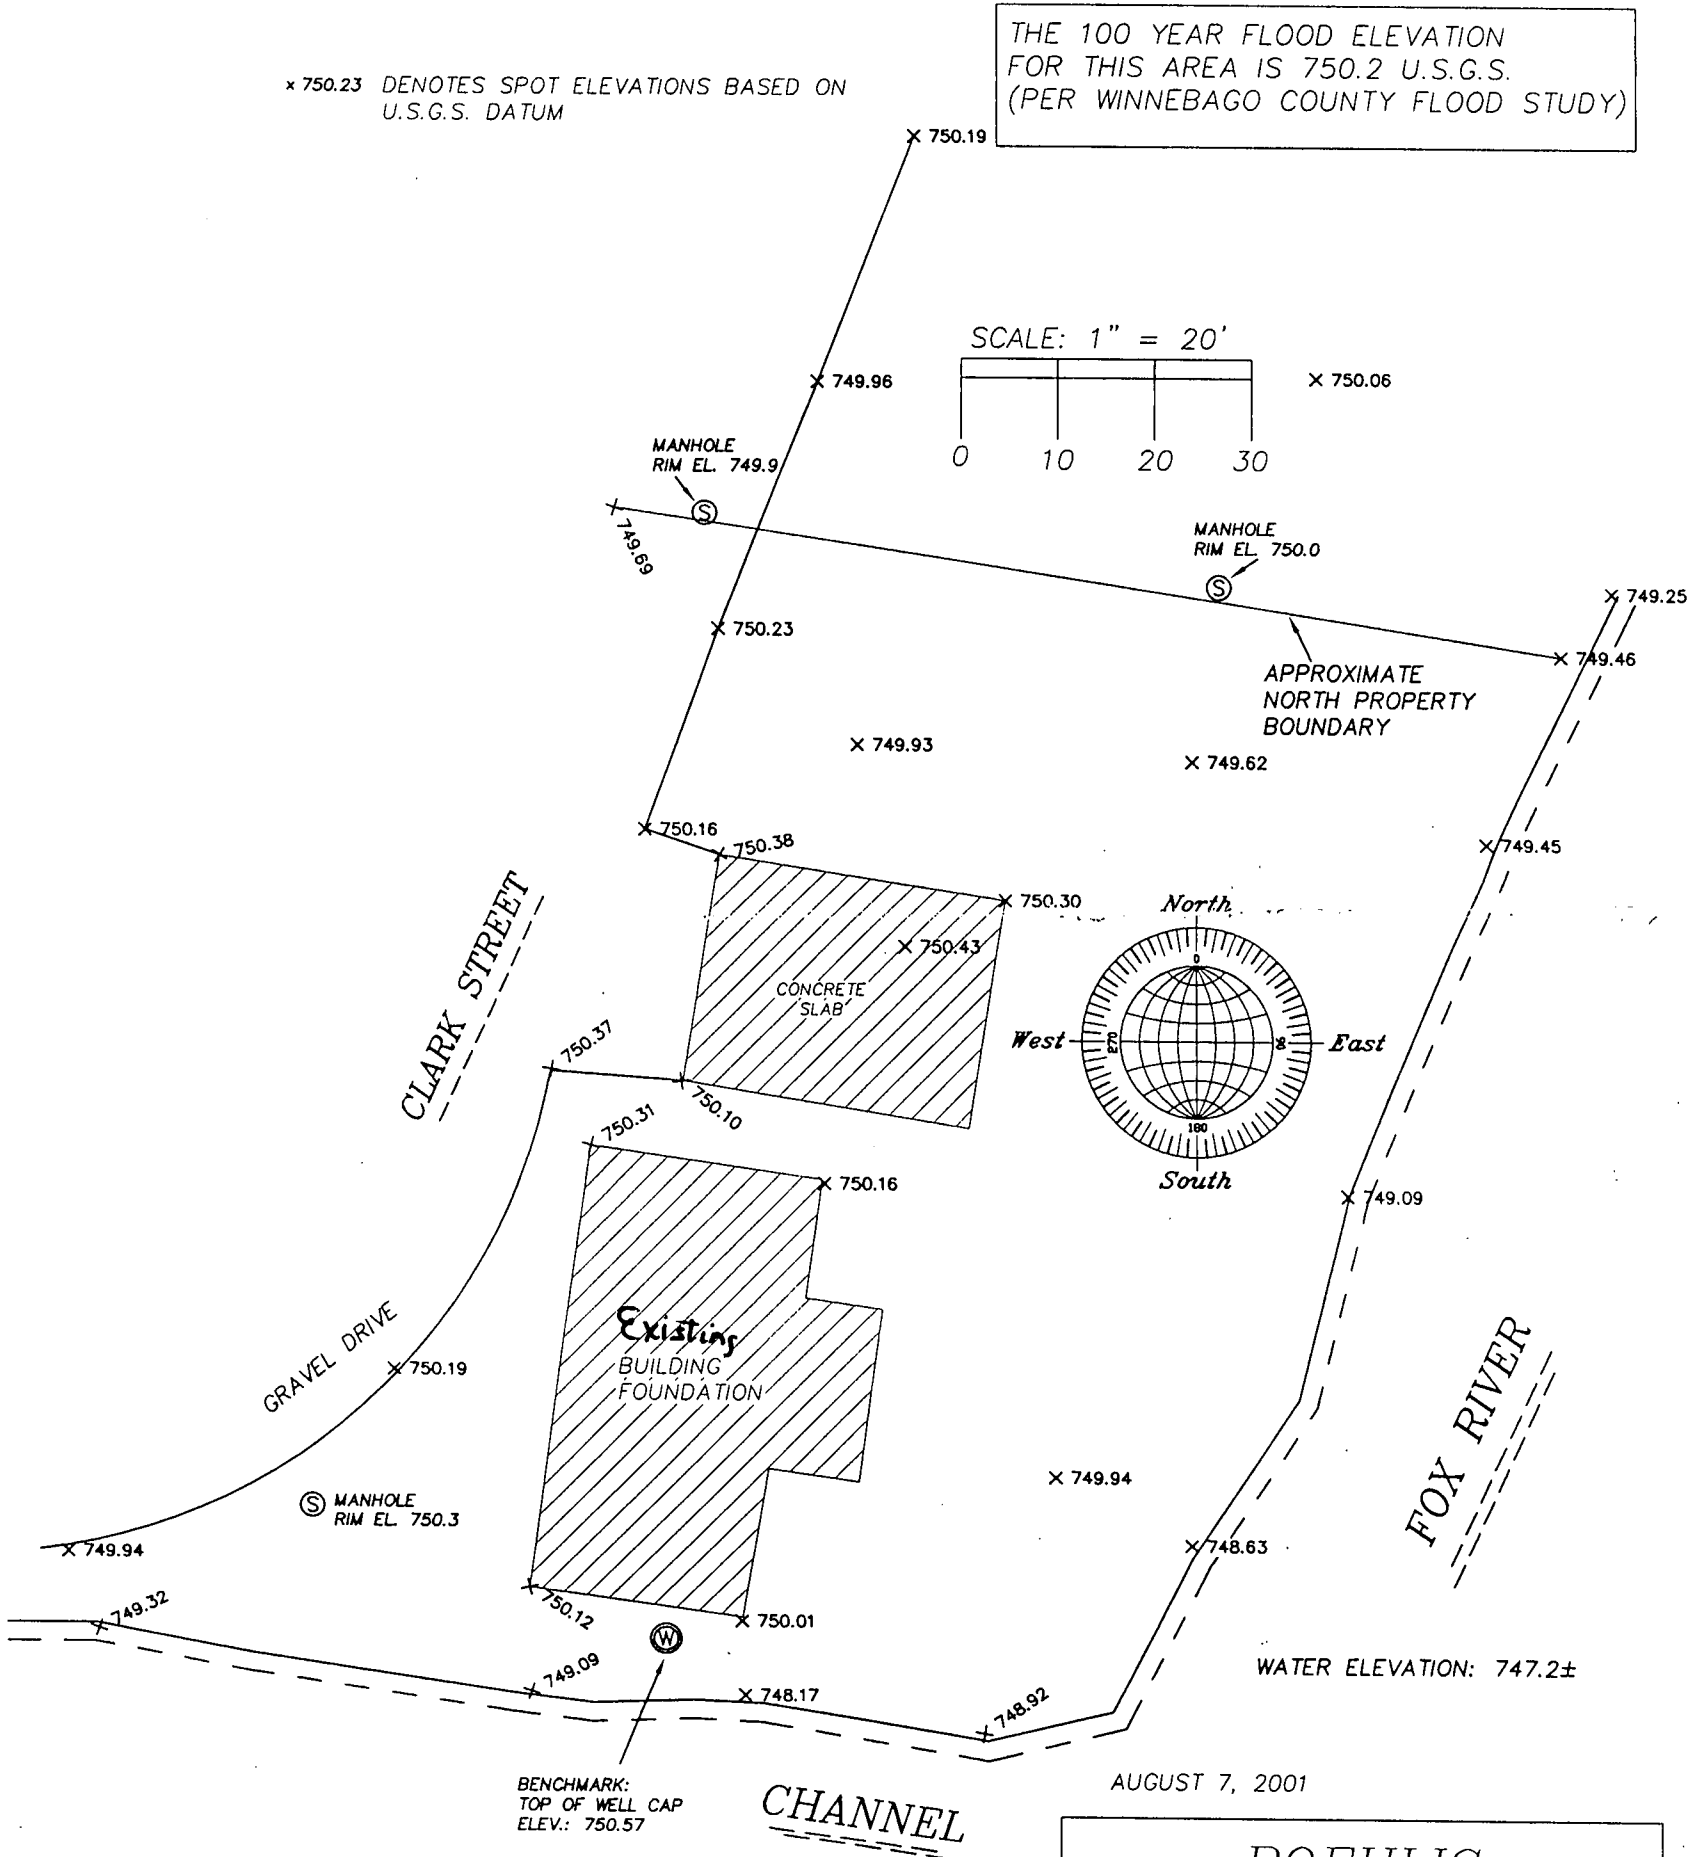 THE 100 YEAR FLOOD ELEVATION
FOR THIS AREA IS 750.2 U.S.G.S.
(PER WINNEBAGO COUNTY FLOOD STUDY)
x 750.23 DENOTES SPOT ELEVATIONS BASED ON
U.S.G.S. DATUM
750.19
SCALE: 1" = 20'
0 10 20 30
749.96
750.06
MANHOLE
RIM EL. 749.9
S
749.69
MANHOLE
RIM EL. 750.0
S
749.25
750.23
749.46
APPROXIMATE
NORTH PROPERTY
BOUNDARY
749.93
749.62
750.16
750.38
749.45
750.30
750.43
CONCRETE
SLAB
North
0
West
270
90
East
180
South
CLARK STREET
750.37
750.10
750.31
750.16
749.09
Existing
BUILDING
FOUNDATION
GRAVEL DRIVE
750.19
FOX RIVER
749.94
S
MANHOLE
RIM EL. 750.3
749.94
748.63
749.32
750.12
750.01
W
749.09
748.17
748.92
WATER ELEVATION: 747.2±
BENCHMARK:
TOP OF WELL CAP
ELEV.: 750.57
CHANNEL
AUGUST 7, 2001